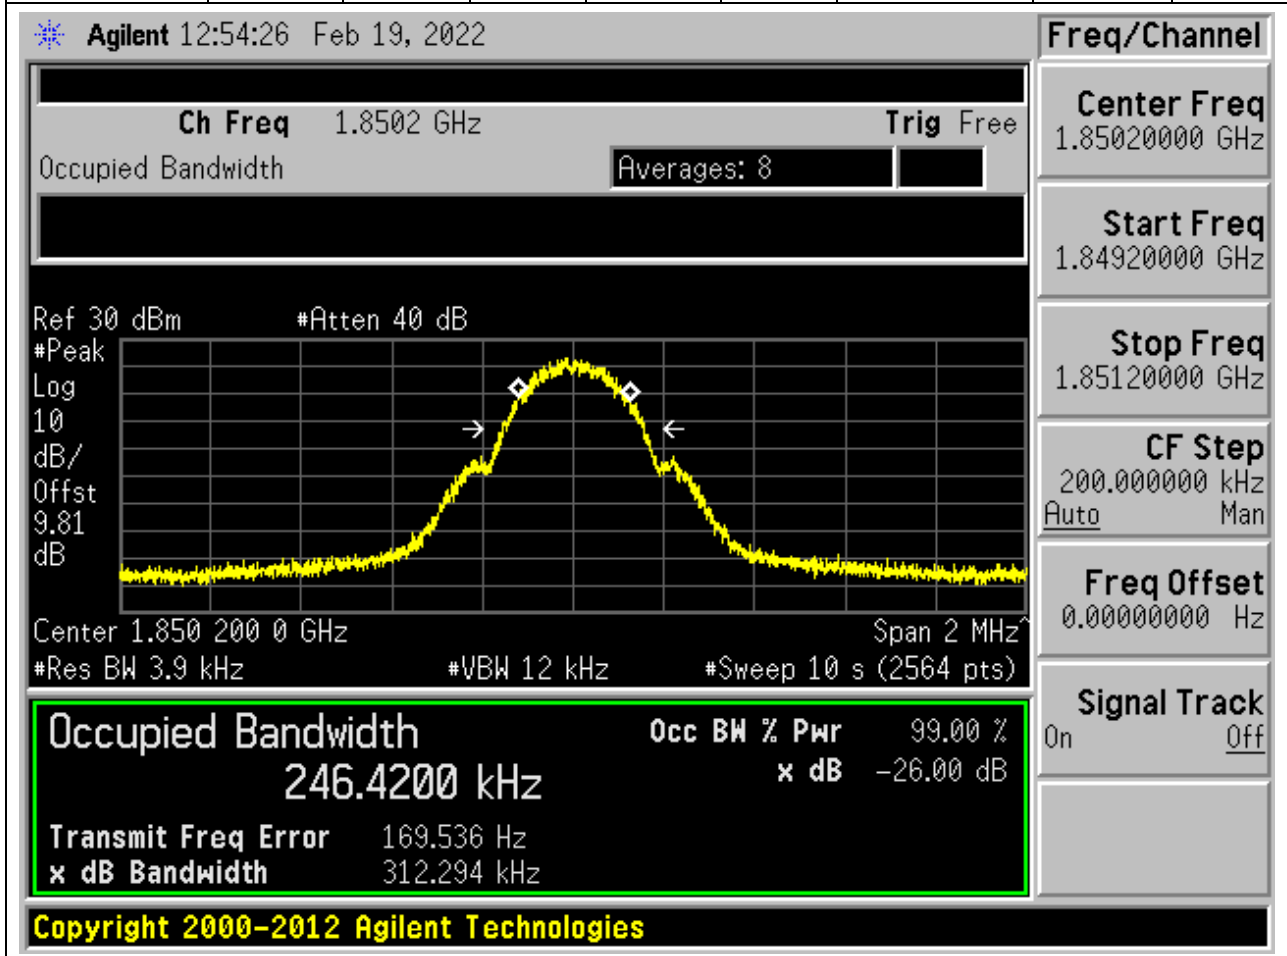 Agilent 12:54:26 Feb 19, 2022
Freq/Channel
Ch Freq 1.8502 GHz Trig Free
Occupied Bandwidth Averages: 8
Ref 30 dBm #Atten 40 dB
#Peak
Log
10
dB/
Offst
9.81
dB
Center 1.850 200 0 GHz Span 2 MHz^
#Res BW 3.9 kHz #VBW 12 kHz #Sweep 10 s (2564 pts)
Occupied Bandwidth
246.4200 kHz
Occ BW % Pwr 99.00 %
x dB -26.00 dB
Transmit Freq Error 169.536 Hz
x dB Bandwidth 312.294 kHz
Center Freq
1.85020000 GHz
Start Freq
1.84920000 GHz
Stop Freq
1.85120000 GHz
CF Step
200.000000 kHz
Auto Man
Freq Offset
0.00000000 Hz
Signal Track
On Off
Copyright 2000-2012 Agilent Technologies